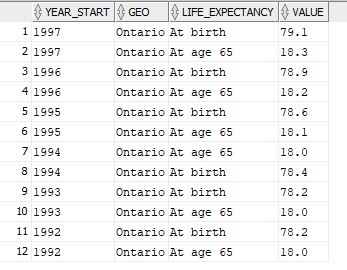 YEAR_START GEO LIFE_EXPECTANCY VALUE
1 1997 Ontario At birth 79.1
2 1997 Ontario At age 65 18.3
3 1996 Ontario At birth 78.9
4 1996 Ontario At age 65 18.2
5 1995 Ontario At birth 78.6
6 1995 Ontario At age 65 18.1
7 1994 Ontario At age 65 18.0
8 1994 Ontario At birth 78.4
9 1993 Ontario At birth 78.2
10 1993 Ontario At age 65 18.0
11 1992 Ontario At birth 78.2
12 1992 Ontario At age 65 18.0